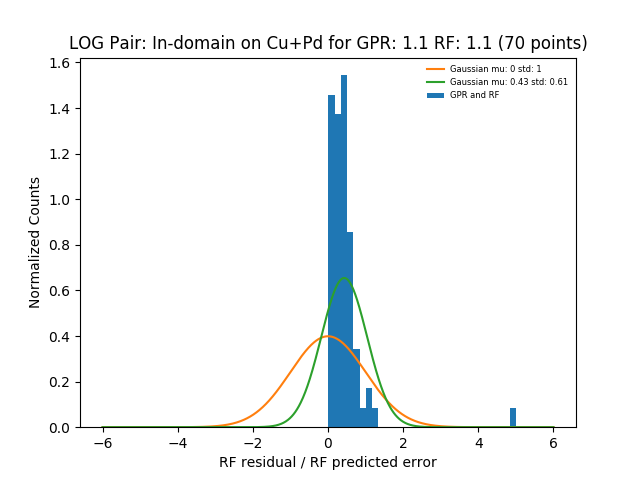 LOG Pair: In-domain on Cu+Pd for GPR: 1.1 RF: 1.1 (70 points)
Gaussian mu: 0 std: 1
Gaussian mu: 0.43 std: 0.61
GPR and RF
Normalized Counts
1.6
1.4
1.2
1.0
0.8
0.6
0.4
0.2
0.0
−6 −4 −2 0 2 4 6
RF residual / RF predicted error